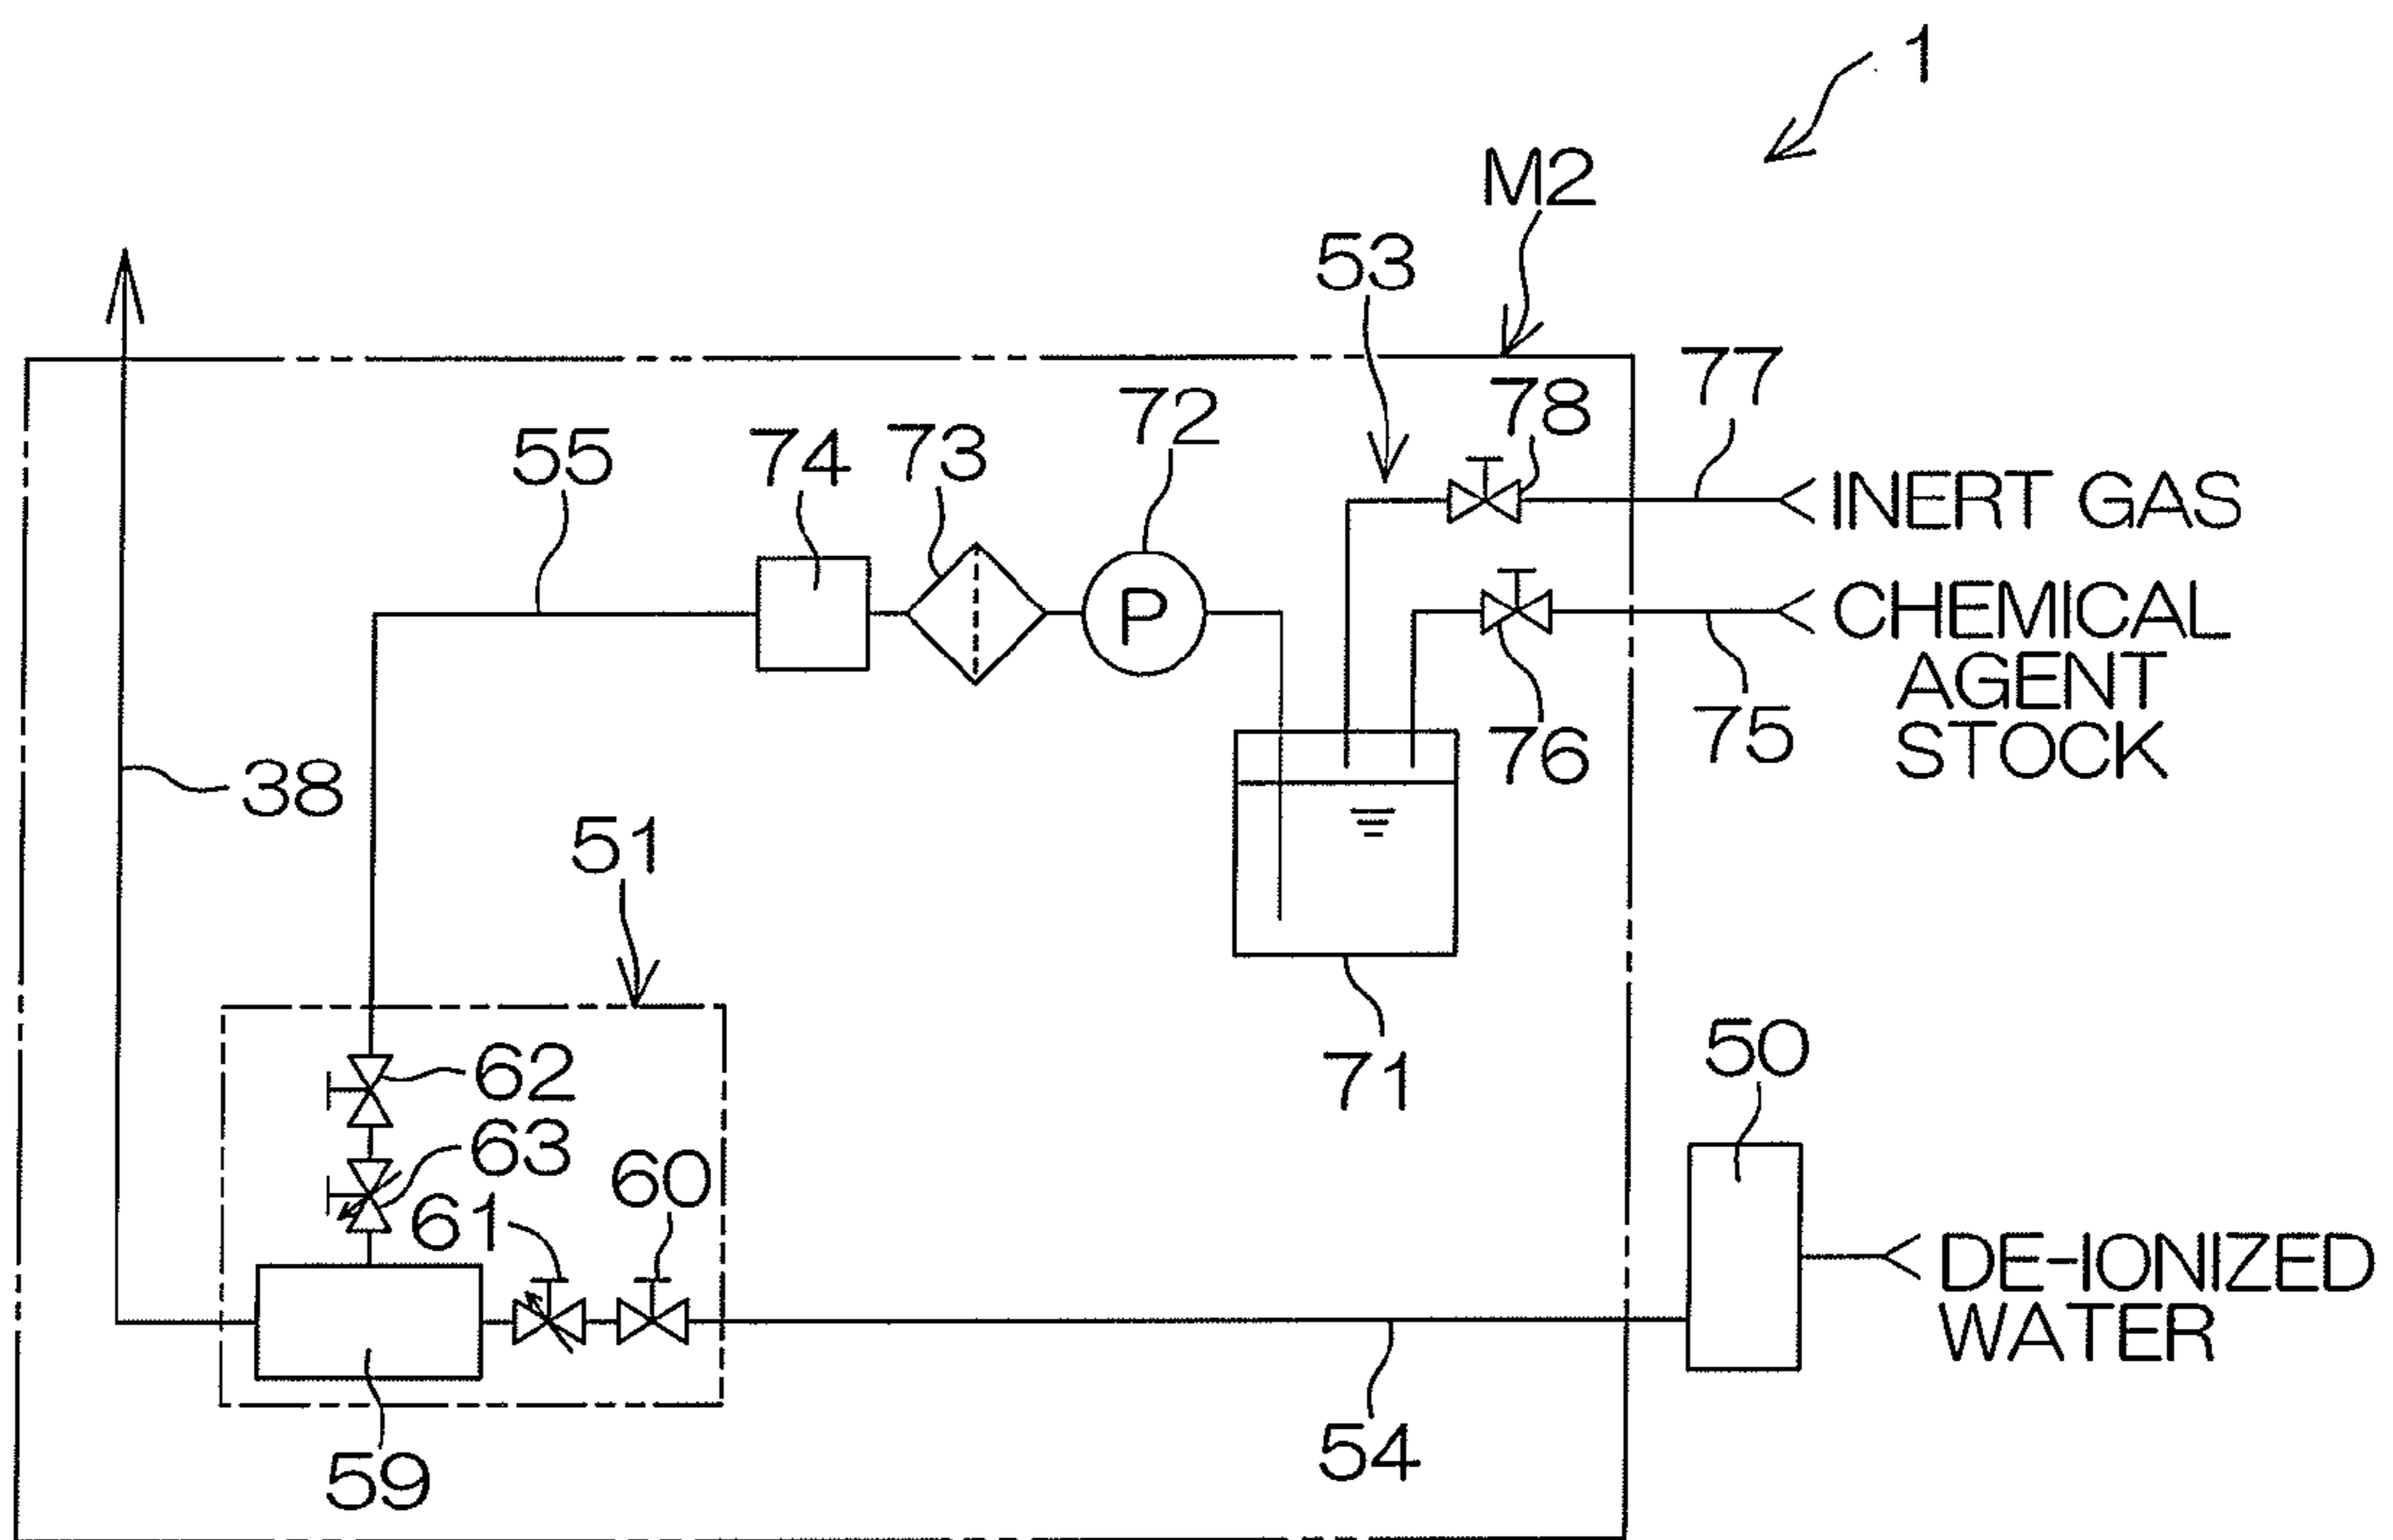 1
M2
53
77
78
72
73
74
55
INERT GAS
P
CHEMICAL
AGENT
STOCK
75
76
38
51
71
50
62
63
60
61
DE-IONIZED
WATER
54
59